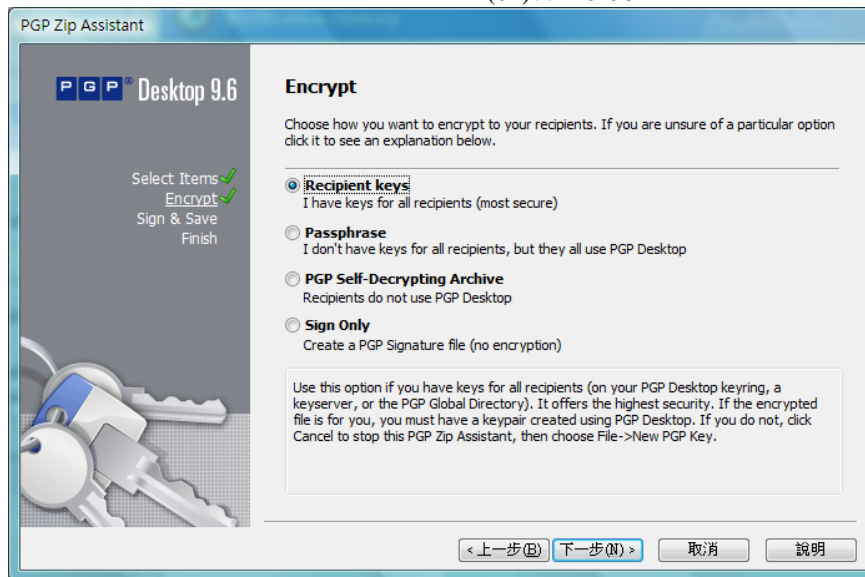 PGP Zip Assistant
PGP® Desktop 9.6
Select Items
Encrypt
Sign & Save
Finish
Encrypt
Choose how you want to encrypt to your recipients. If you are unsure of a particular option
click it to see an explanation below.
Recipient keys
I have keys for all recipients (most secure)
Passphrase
I don't have keys for all recipients, but they all use PGP Desktop
PGP Self-Decrypting Archive
Recipients do not use PGP Desktop
Sign Only
Create a PGP Signature file (no encryption)
Use this option if you have keys for all recipients (on your PGP Desktop keyring, a
keyserver, or the PGP Global Directory). It offers the highest security. If the encrypted
file is for you, you must have a keypair created using PGP Desktop. If you do not, click
Cancel to stop this PGP Zip Assistant, then choose File->New PGP Key.
<上一步(B) 下一步(N)> 取消 說明